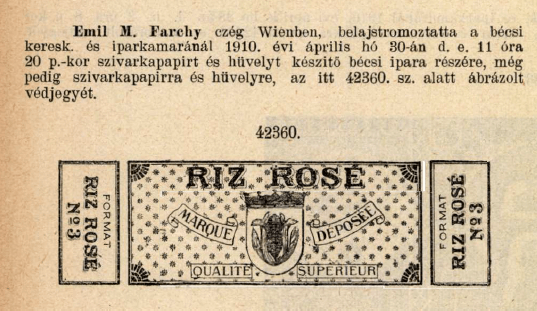 Emil M. Farchy czég Wienben, belajstromoztatta a bécsi
keresk. és iparkamaránál 1910. évi április hó 30-án d. e. 11 óra
20 p.-kor szivarkapapirt és hüvelyt készitő bécsi ipara részére, még
pedig szivarkapapirra és hüvelyre, az itt 42360. sz. alatt ábrázolt
védjegyét.
42360.
FORMAT
RIZ ROSÉ
No 3
RIZ ROSÉ
MARQUE DÉPOSÉE
QUALITÉ SUPÉRIEUR
FORMAT
RIZ ROSÉ
No 3